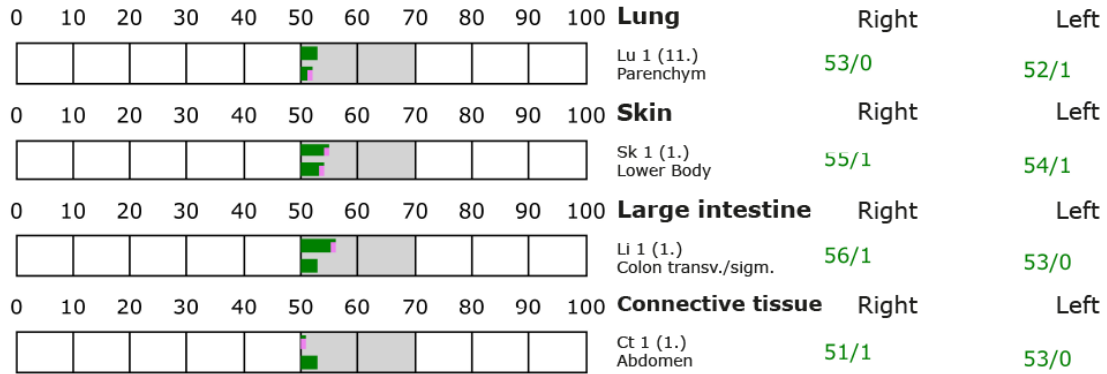 0 10 20 30 40 50 60 70 80 90 100 Lung Right Left
Lu 1 (11.)
Parenchym
53/0 52/1
0 10 20 30 40 50 60 70 80 90 100 Skin Right Left
Sk 1 (1.)
Lower Body
55/1 54/1
0 10 20 30 40 50 60 70 80 90 100 Large intestine Right Left
Li 1 (1.)
Colon transv./sigm.
56/1 53/0
0 10 20 30 40 50 60 70 80 90 100 Connective tissue Right Left
Ct 1 (1.)
Abdomen
51/1 53/0